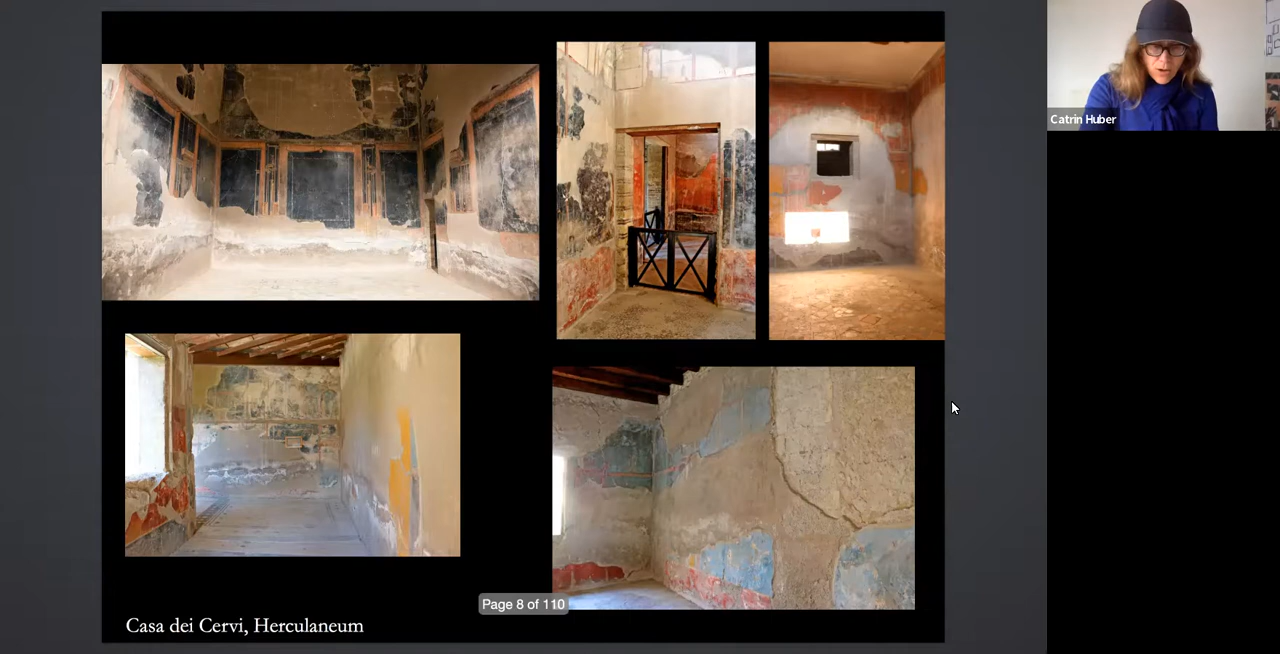 Catrin Huber
Page 8 of 110
Casa dei Cervi, Herculaneum